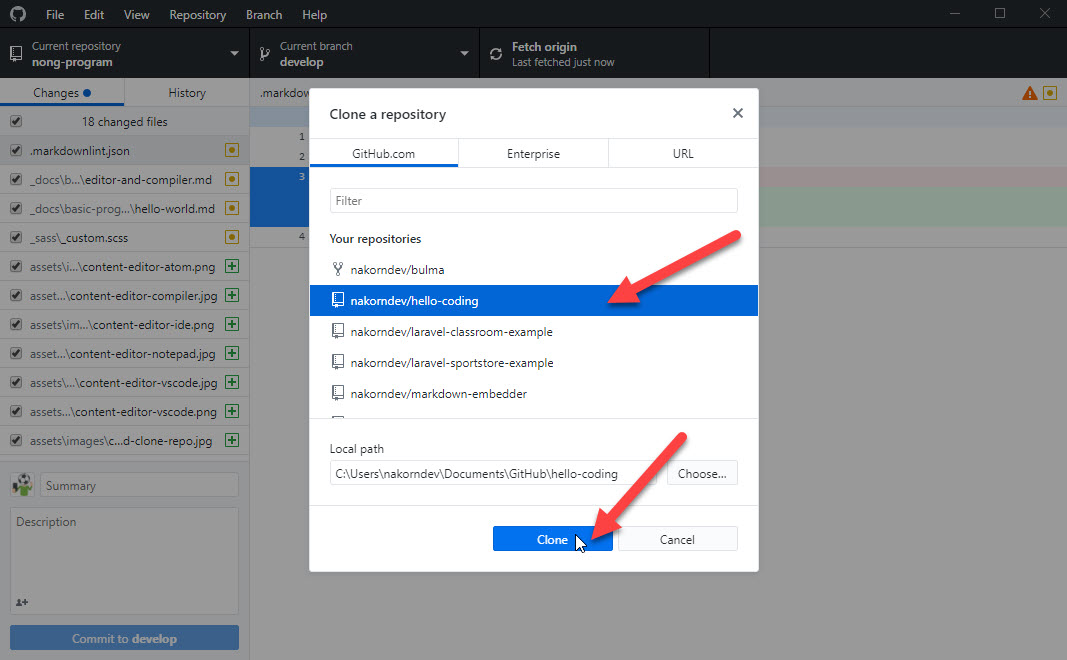 File Edit View Repository Branch Help
Current repository
nong-program
Current branch
develop
Fetch origin
Last fetched just now
Changes
History
18 changed files
.markdownlint.json
_docs\b...\editor-and-compiler.md
_docs\basic-prog...\hello-world.md
_sass\_custom.scss
assets\i...\content-editor-atom.png
asset...\content-editor-compiler.jpg
assets\im...\content-editor-ide.png
asset...\content-editor-notepad.jpg
assets\...\content-editor-vscode.jpg
assets...\content-editor-vscode.png
assets\images\c...d-clone-repo.jpg
Summary
Description
Commit to develop
.markdow
1
2
3
4
Clone a repository
GitHub.com
Enterprise
URL
Filter
Your repositories
nakorndev/bulma
nakorndev/hello-coding
nakorndev/laravel-classroom-example
nakorndev/laravel-sportstore-example
nakorndev/markdown-embedder
Local path
C:\Users\nakorndev\Documents\GitHub\hello-coding
Choose...
Clone
Cancel